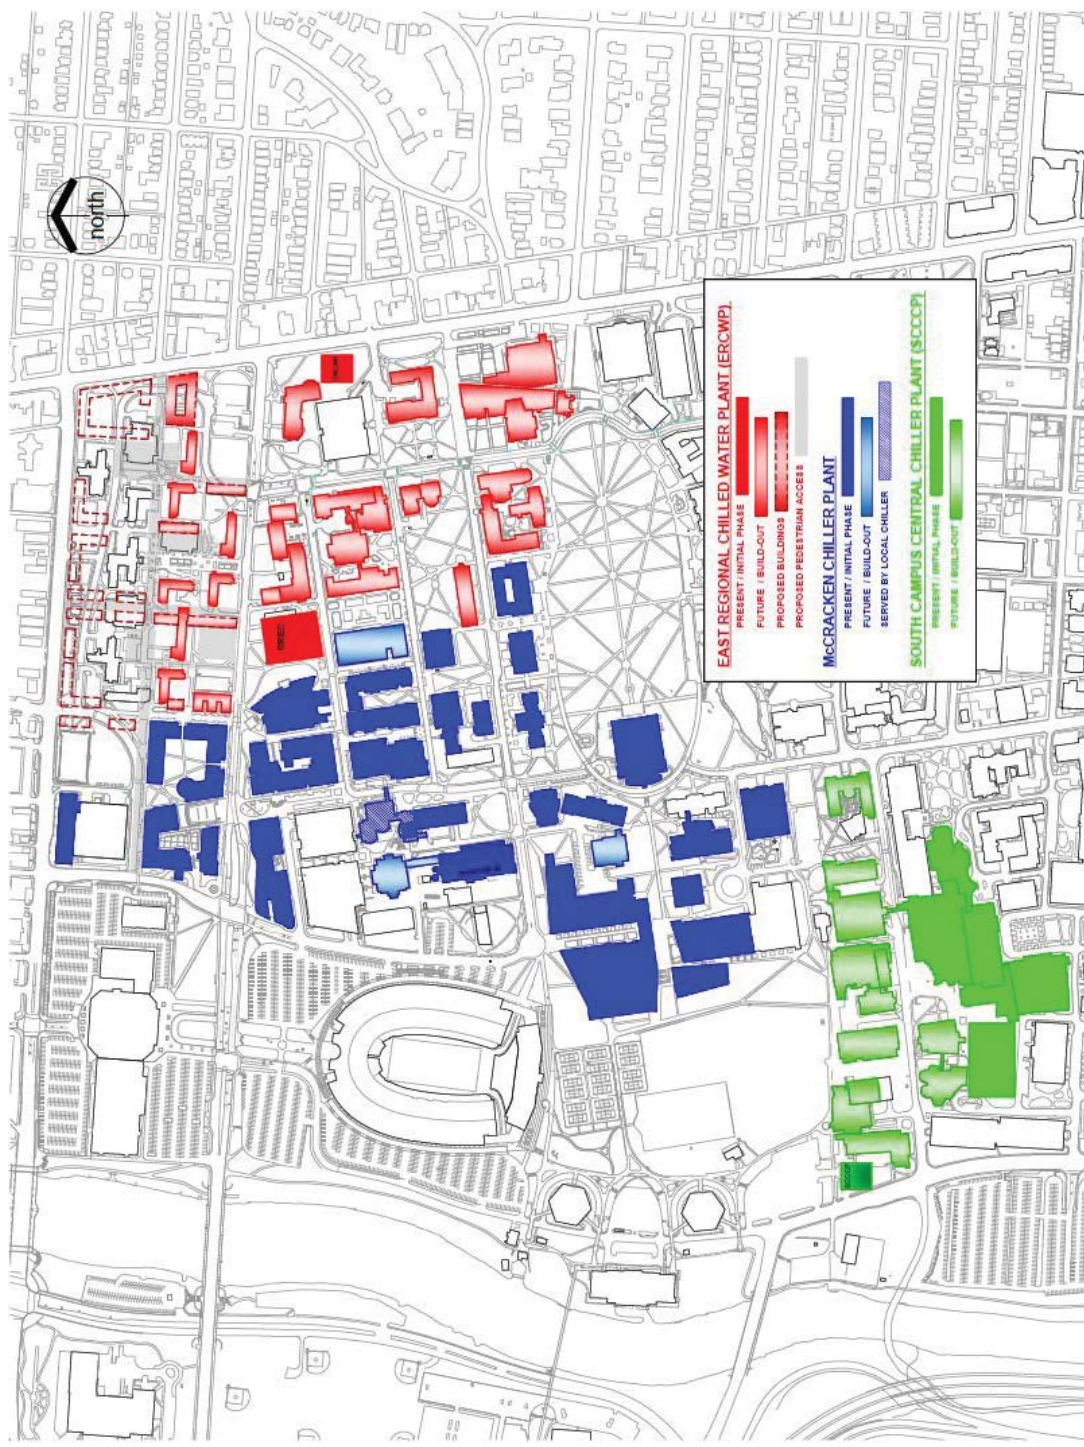 north
EAST REGIONAL CHILLED WATER PLANT (ERCWP)
PRESENT / INITIAL PHASE
FUTURE / BUILD-OUT
PROPOSED BUILDINGS
PROPOSED PEDESTRIAN ACCESS
McCRACKEN CHILLER PLANT
PRESENT / INITIAL PHASE
FUTURE / BUILD-OUT
SERVED BY LOCAL CHILLER
SOUTH CAMPUS CENTRAL CHILLER PLANT (SCCCP)
PRESENT / INITIAL PHASE
FUTURE / BUILD-OUT
SCCCP